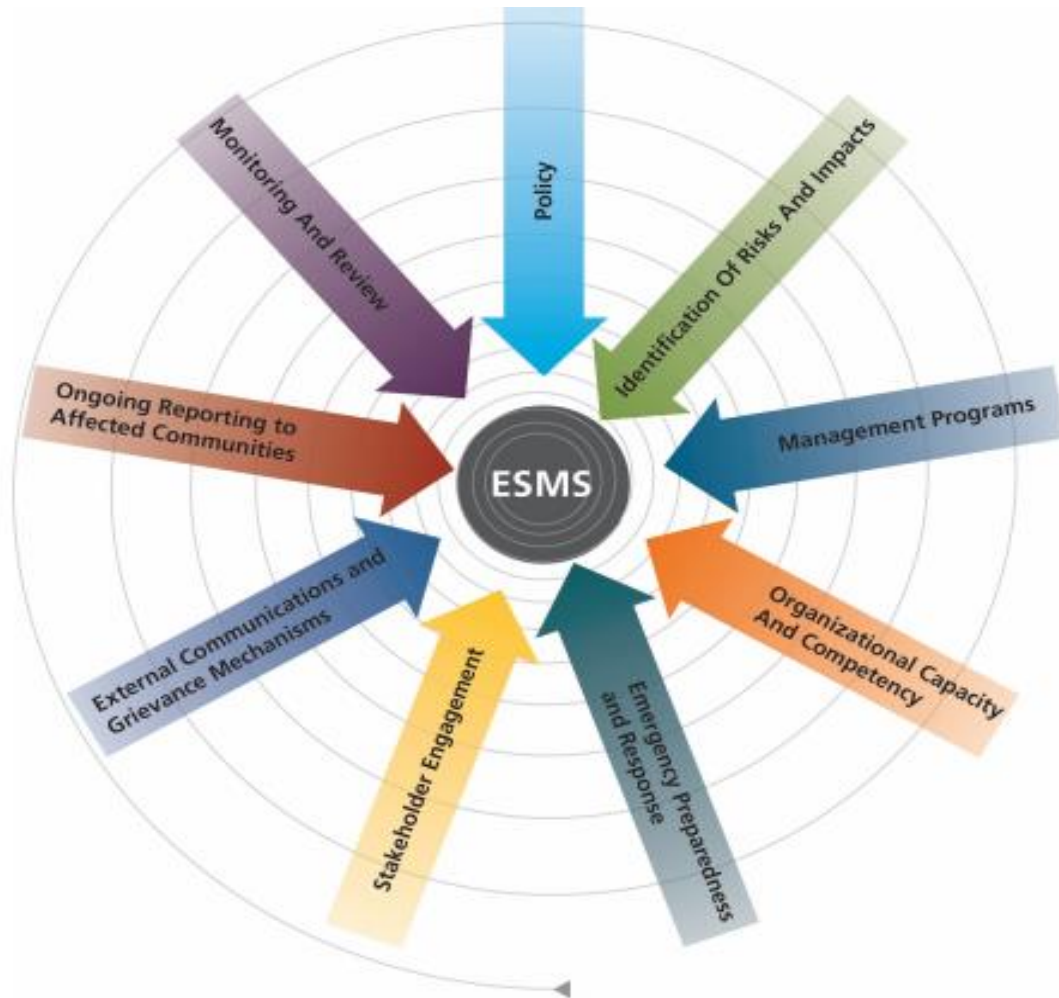 Policy
Identification Of Risks And Impacts
Management Programs
Organizational Capacity
And Competency
Emergency Preparedness
and Response
Stakeholder Engagement
External Communications and
Grievance Mechanisms
Ongoing Reporting to
Affected Communities
Monitoring And Review
ESMS